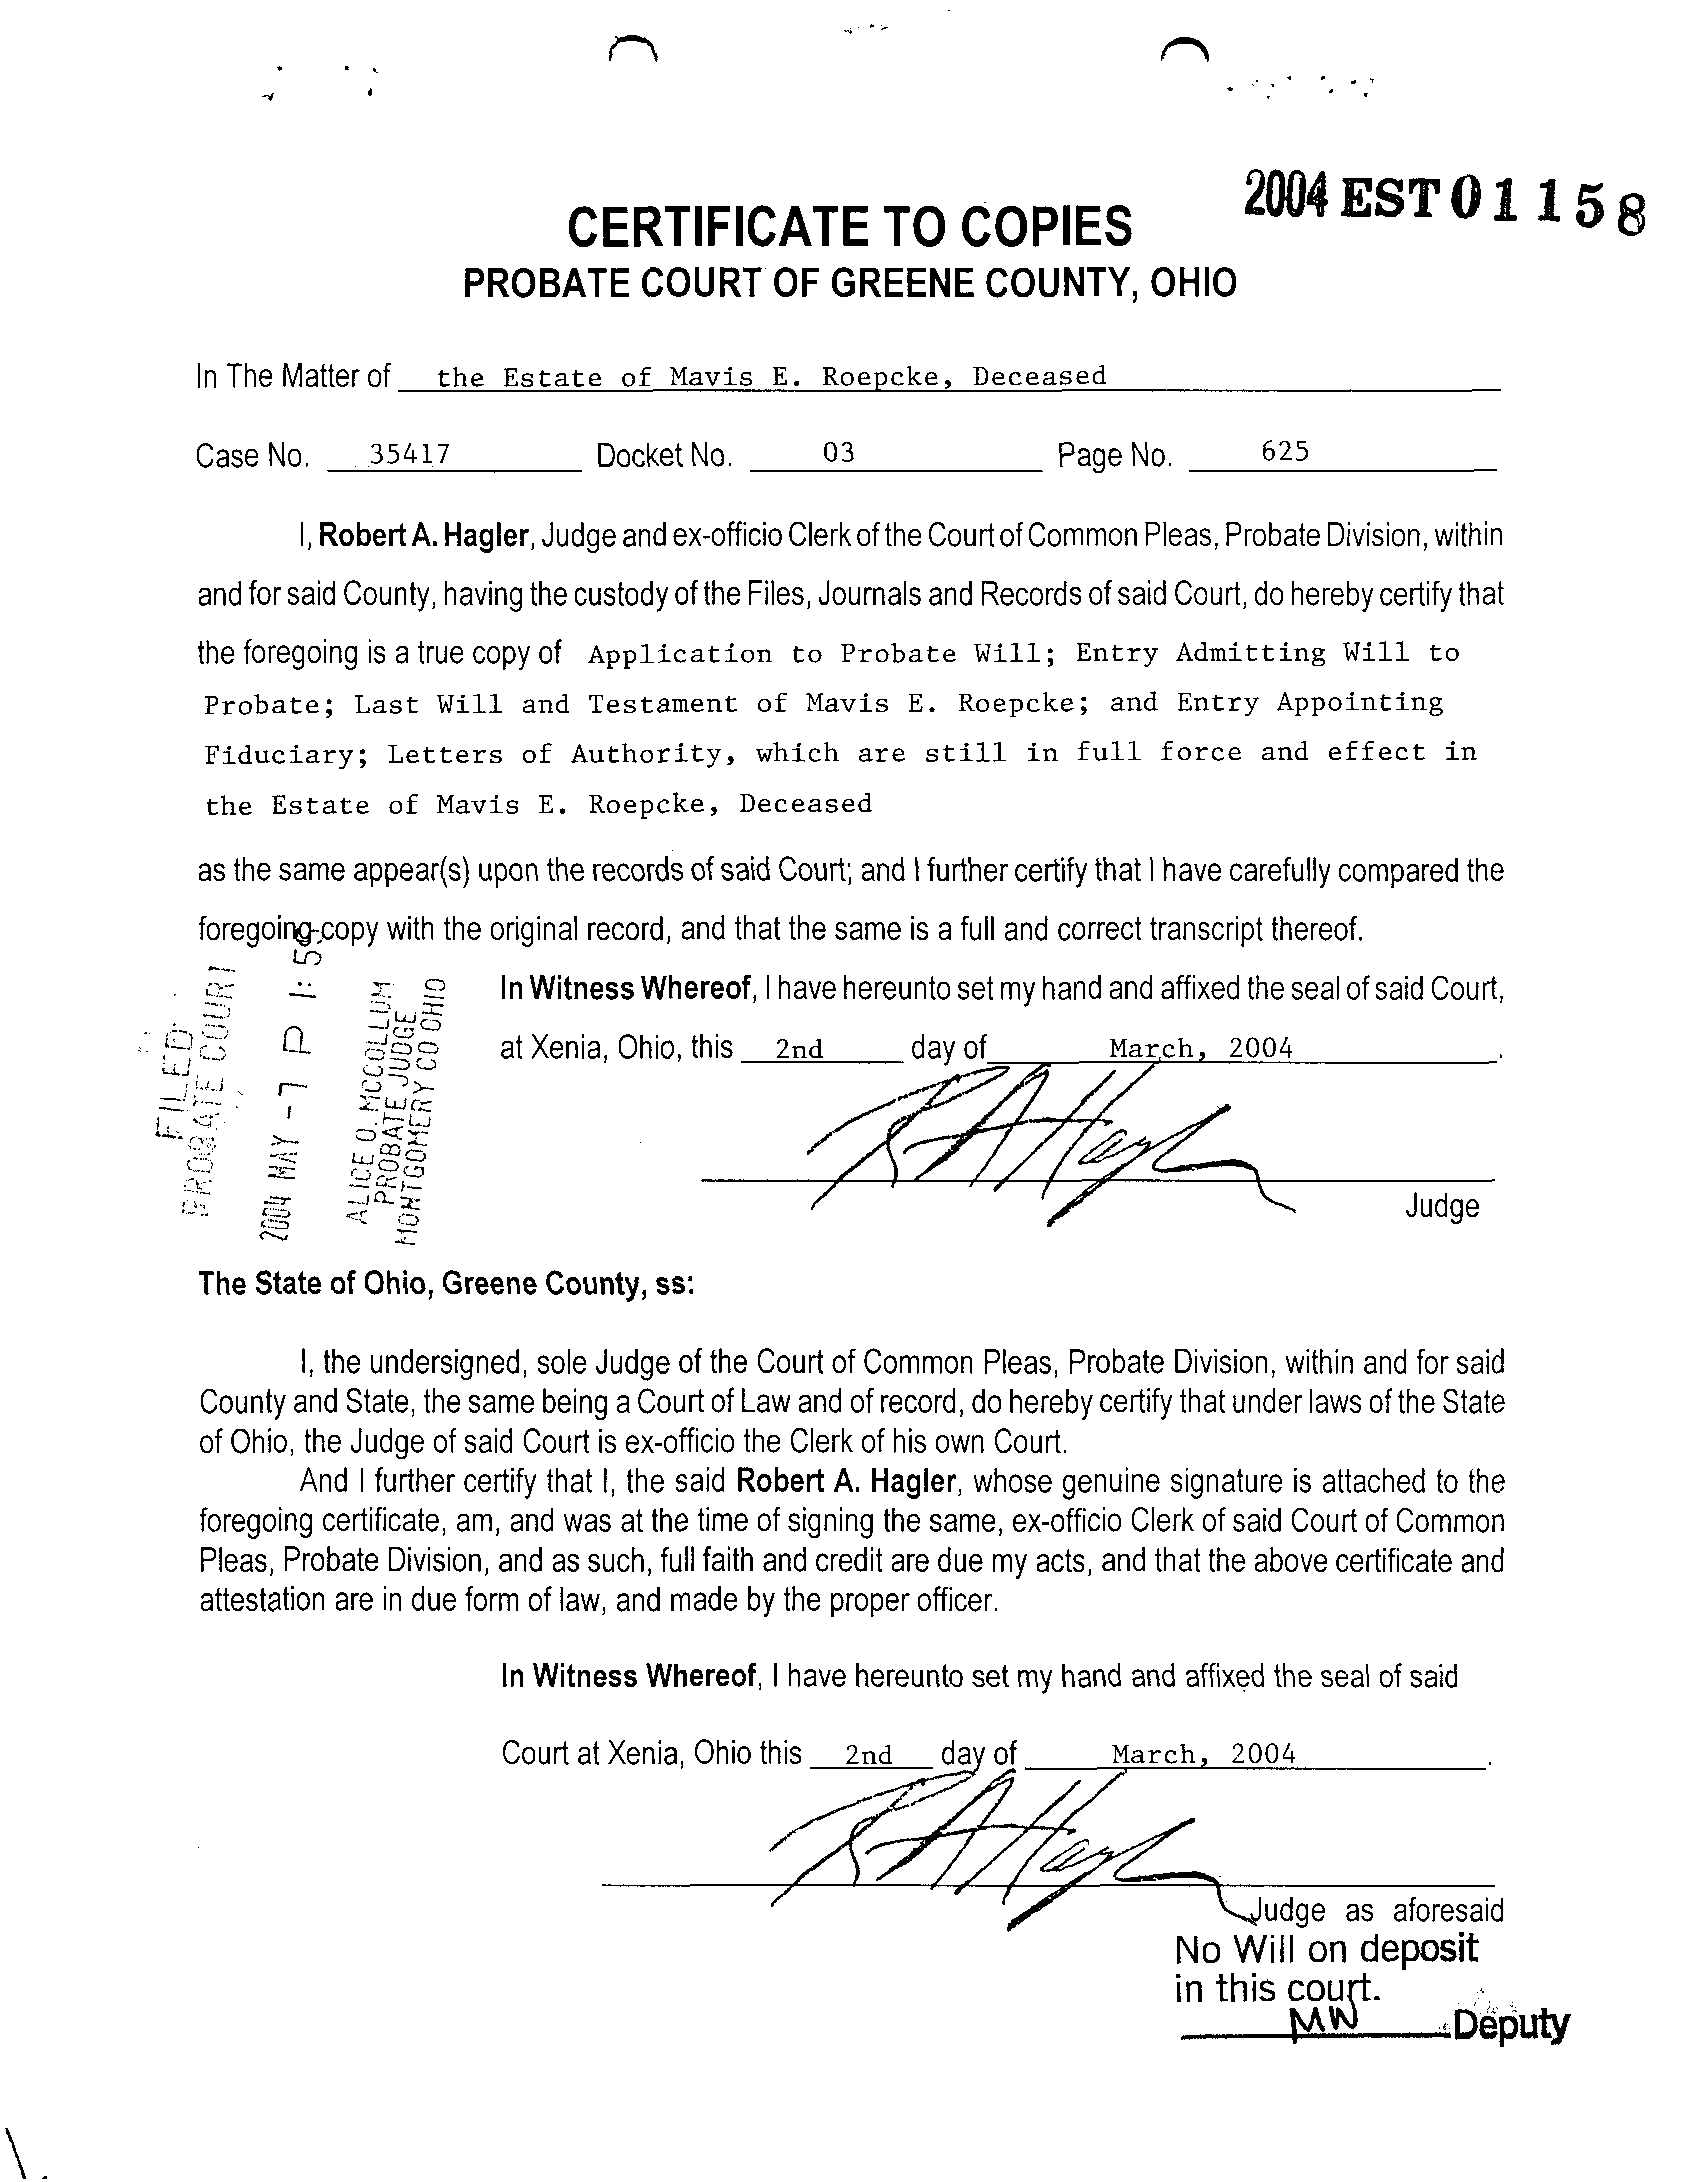 2004 EST 01158
CERTIFICATE TO COPIES
PROBATE COURT OF GREENE COUNTY, OHIO
In The Matter of the Estate of Mavis E. Roepcke, Deceased
Case No. 35417 Docket No. 03 Page No. 625
I, Robert A. Hagler, Judge and ex-officio Clerk of the Court of Common Pleas, Probate Division, within
and for said County, having the custody of the Files, Journals and Records of said Court, do hereby certify that
the foregoing is a true copy of Application to Probate Will; Entry Admitting Will to
Probate; Last Will and Testament of Mavis E. Roepcke; and Entry Appointing
Fiduciary; Letters of Authority, which are still in full force and effect in
the Estate of Mavis E. Roepcke, Deceased
as the same appear(s) upon the records of said Court; and I further certify that I have carefully compared the
foregoing copy with the original record, and that the same is a full and correct transcript thereof.
In Witness Whereof, I have hereunto set my hand and affixed the seal of said Court,
at Xenia, Ohio, this 2nd day of March, 2004.
Judge
FILED
PROBATE COURT
2004 MAY -7 P 1: 5
ALICE O. MCCOLLUM
PROBATE JUDGE
MONTGOMERY CO OHIO
The State of Ohio, Greene County, ss:
I, the undersigned, sole Judge of the Court of Common Pleas, Probate Division, within and for said
County and State, the same being a Court of Law and of record, do hereby certify that under laws of the State
of Ohio, the Judge of said Court is ex-officio the Clerk of his own Court.
And I further certify that I, the said Robert A. Hagler, whose genuine signature is attached to the
foregoing certificate, am, and was at the time of signing the same, ex-officio Clerk of said Court of Common
Pleas, Probate Division, and as such, full faith and credit are due my acts, and that the above certificate and
attestation are in due form of law, and made by the proper officer.
In Witness Whereof, I have hereunto set my hand and affixed the seal of said
Court at Xenia, Ohio this 2nd day of March, 2004.
Judge as aforesaid
No Will on deposit
in this court.
MW Deputy